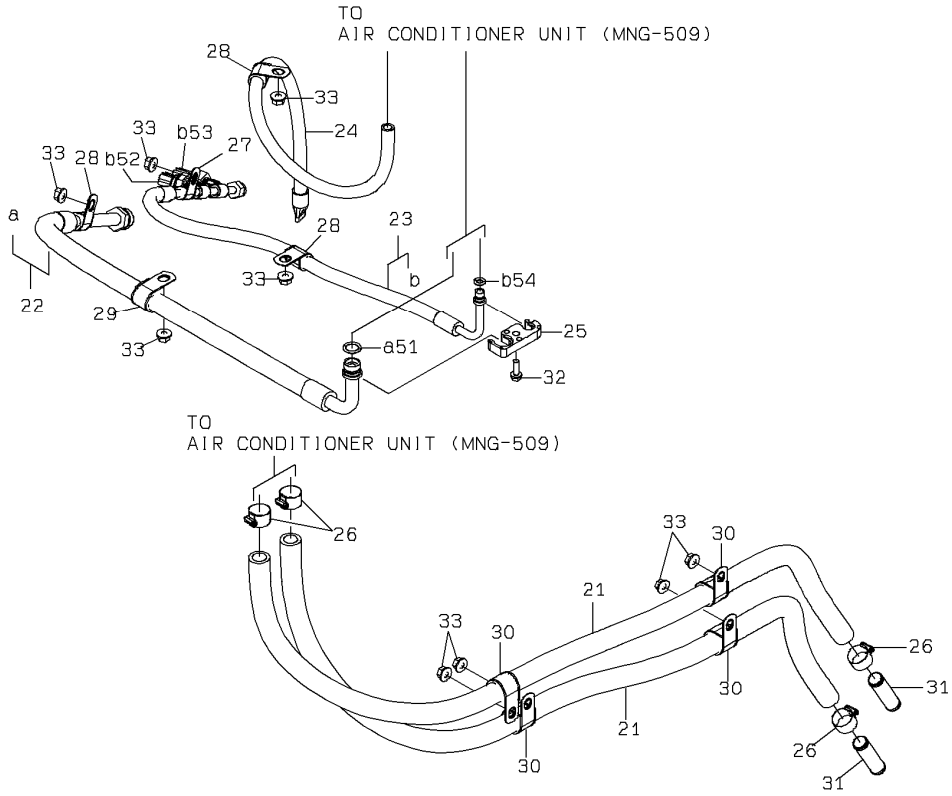 TO
AIR CONDITIONER UNIT (MNG-509)
28
33
24
33
b53
27
33
28
b52
a
22
29
33
28
33
23
b
b54
a51
25
32
TO
AIR CONDITIONER UNIT (MNG-509)
26
33
30
21
33
30
26
31
30
21
30
26
31